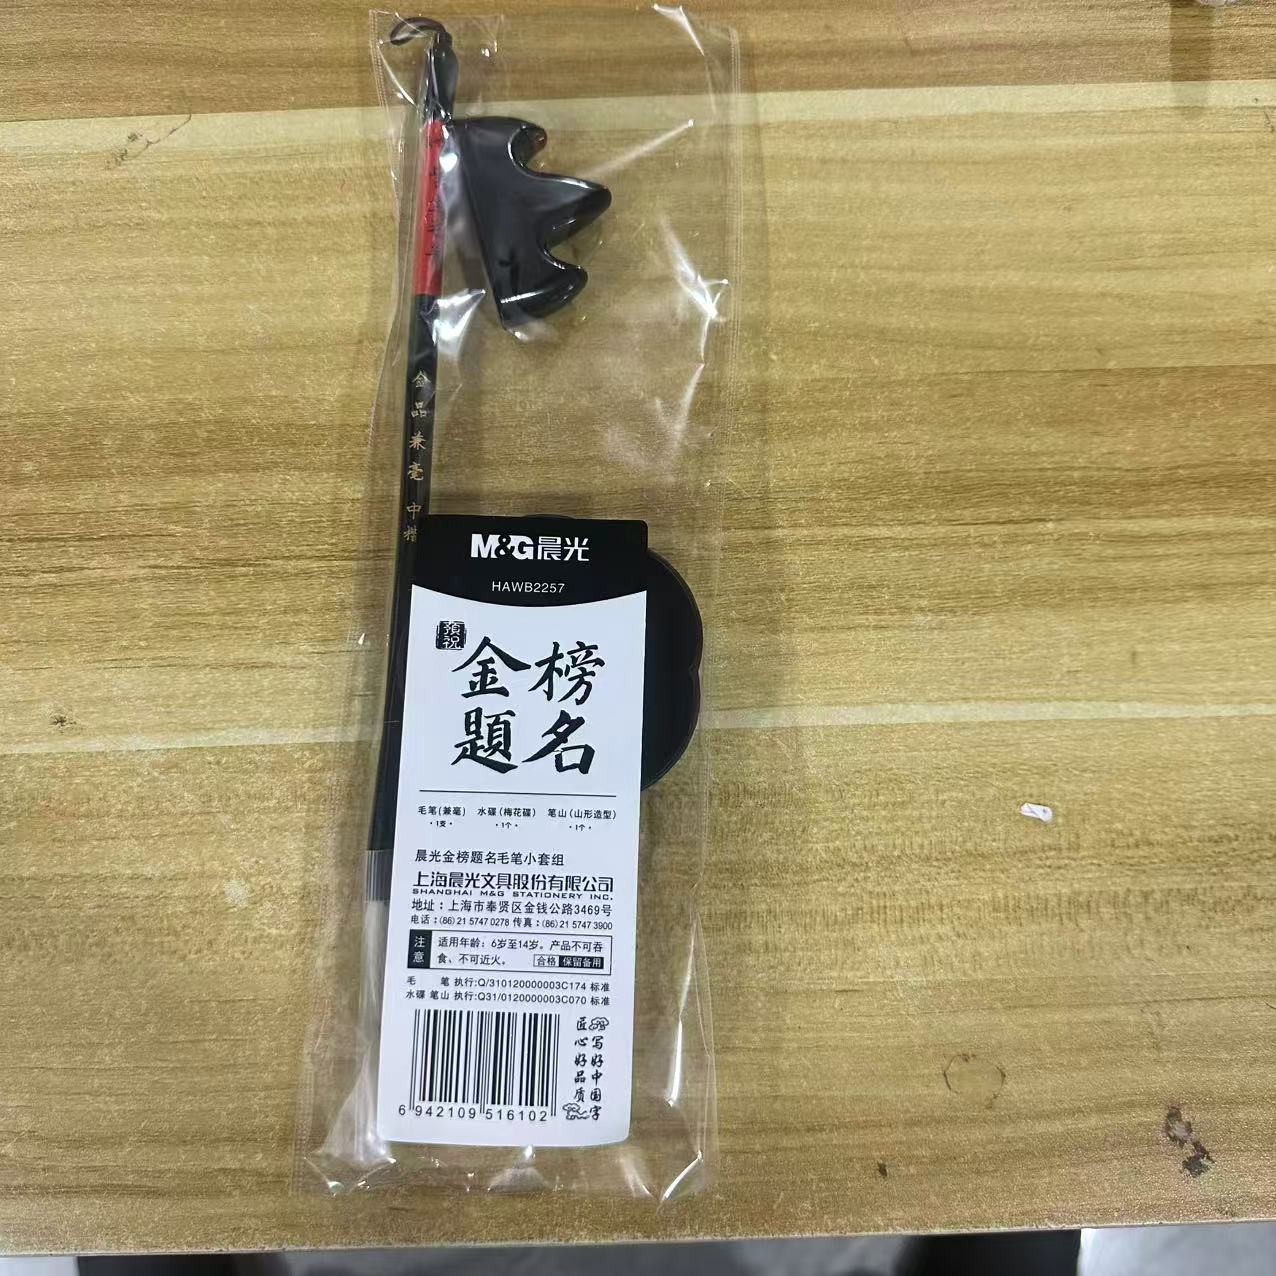 金品兼毫 中楷
M&G晨光
HAWB2257
預祝
金榜
題名
毛笔(兼毫) 水碟(梅花碟) 笔山(山形造型)
·1支· ·1个· ·1个·
晨光金榜题名毛笔小套组
上海晨光文具股份有限公司
SHANGHAI M&G STATIONERY INC.
地址：上海市奉贤区金钱公路3469号
电话：(86)21 5747 0278 传真：(86)21 5747 3900
注意
适用年龄：6岁至14岁。产品不可吞
食、不可近火。 合格 保留备用
毛 笔 执行:Q/310120000003C174 标准
水碟 笔山 执行:Q31/0120000003C070 标准
写好中国字
匠心好品质
6 942109 516102